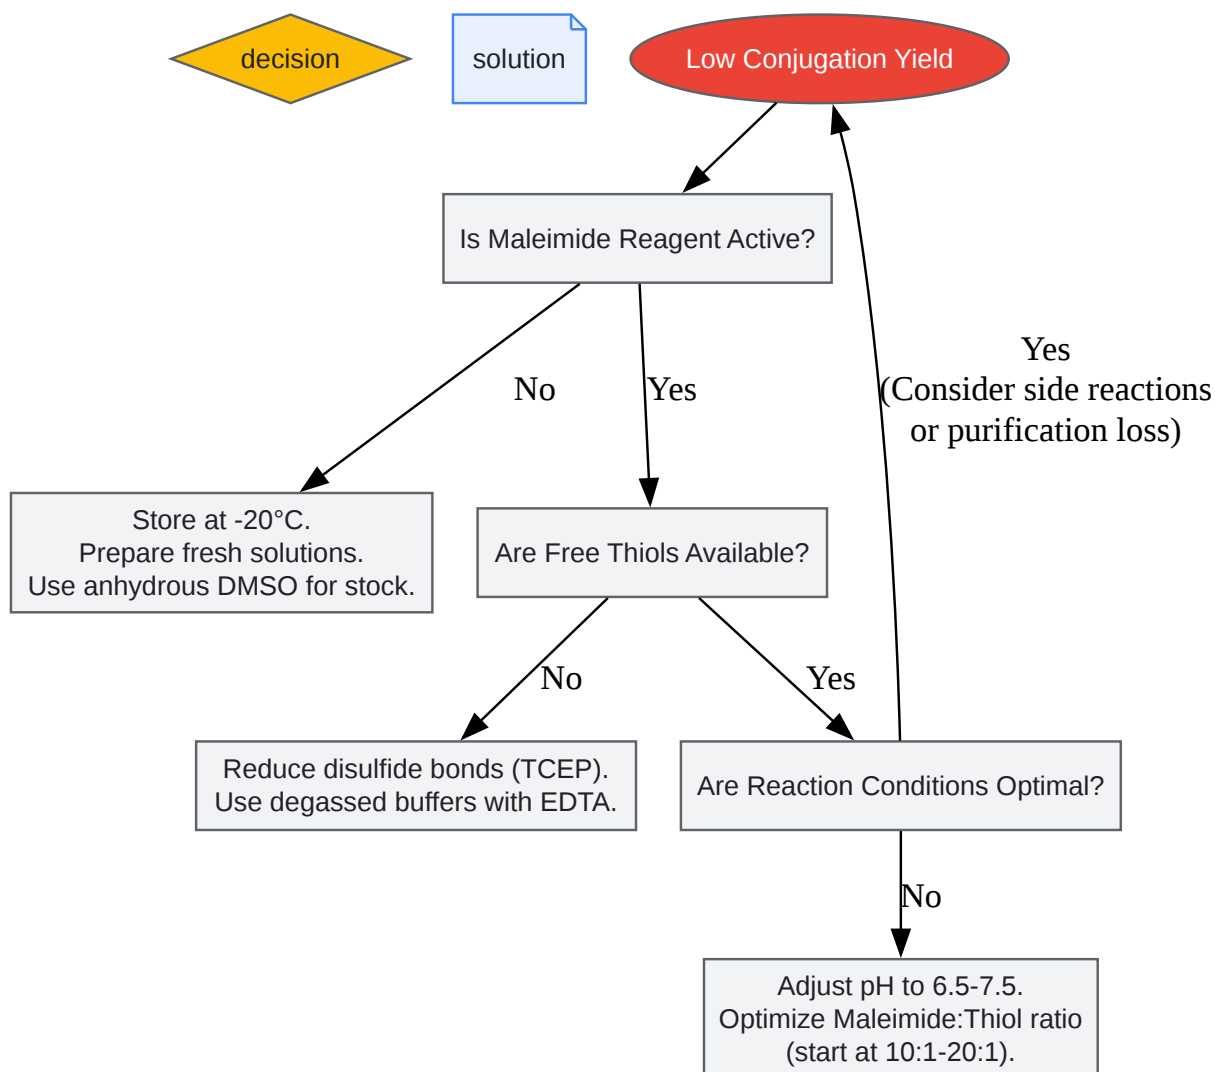 decision
solution
Low Conjugation Yield
Is Maleimide Reagent Active?
Yes
(Consider side reactions
or purification loss)
No
Yes
Store at -20°C.
Prepare fresh solutions.
Use anhydrous DMSO for stock.
Are Free Thiols Available?
No
Yes
Reduce disulfide bonds (TCEP).
Use degassed buffers with EDTA.
Are Reaction Conditions Optimal?
No
Adjust pH to 6.5-7.5.
Optimize Maleimide:Thiol ratio
(start at 10:1-20:1).